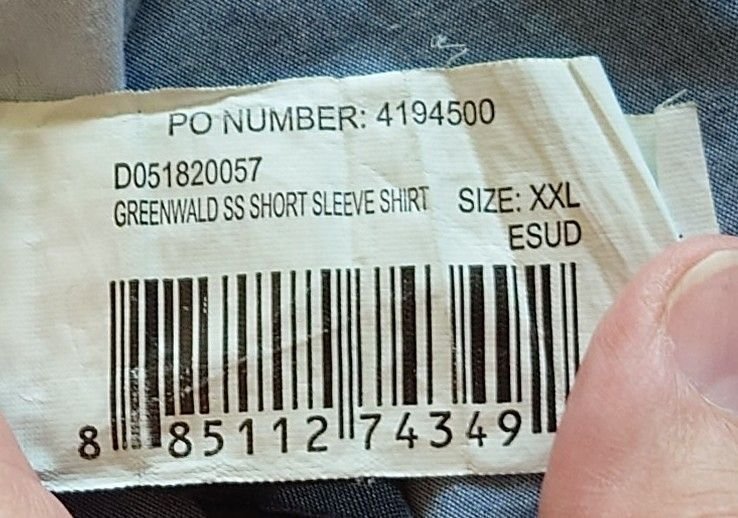 PO NUMBER: 4194500
D051820057
GREENWALD SS SHORT SLEEVE SHIRT SIZE: XXL
ESUD
8 85112 74349